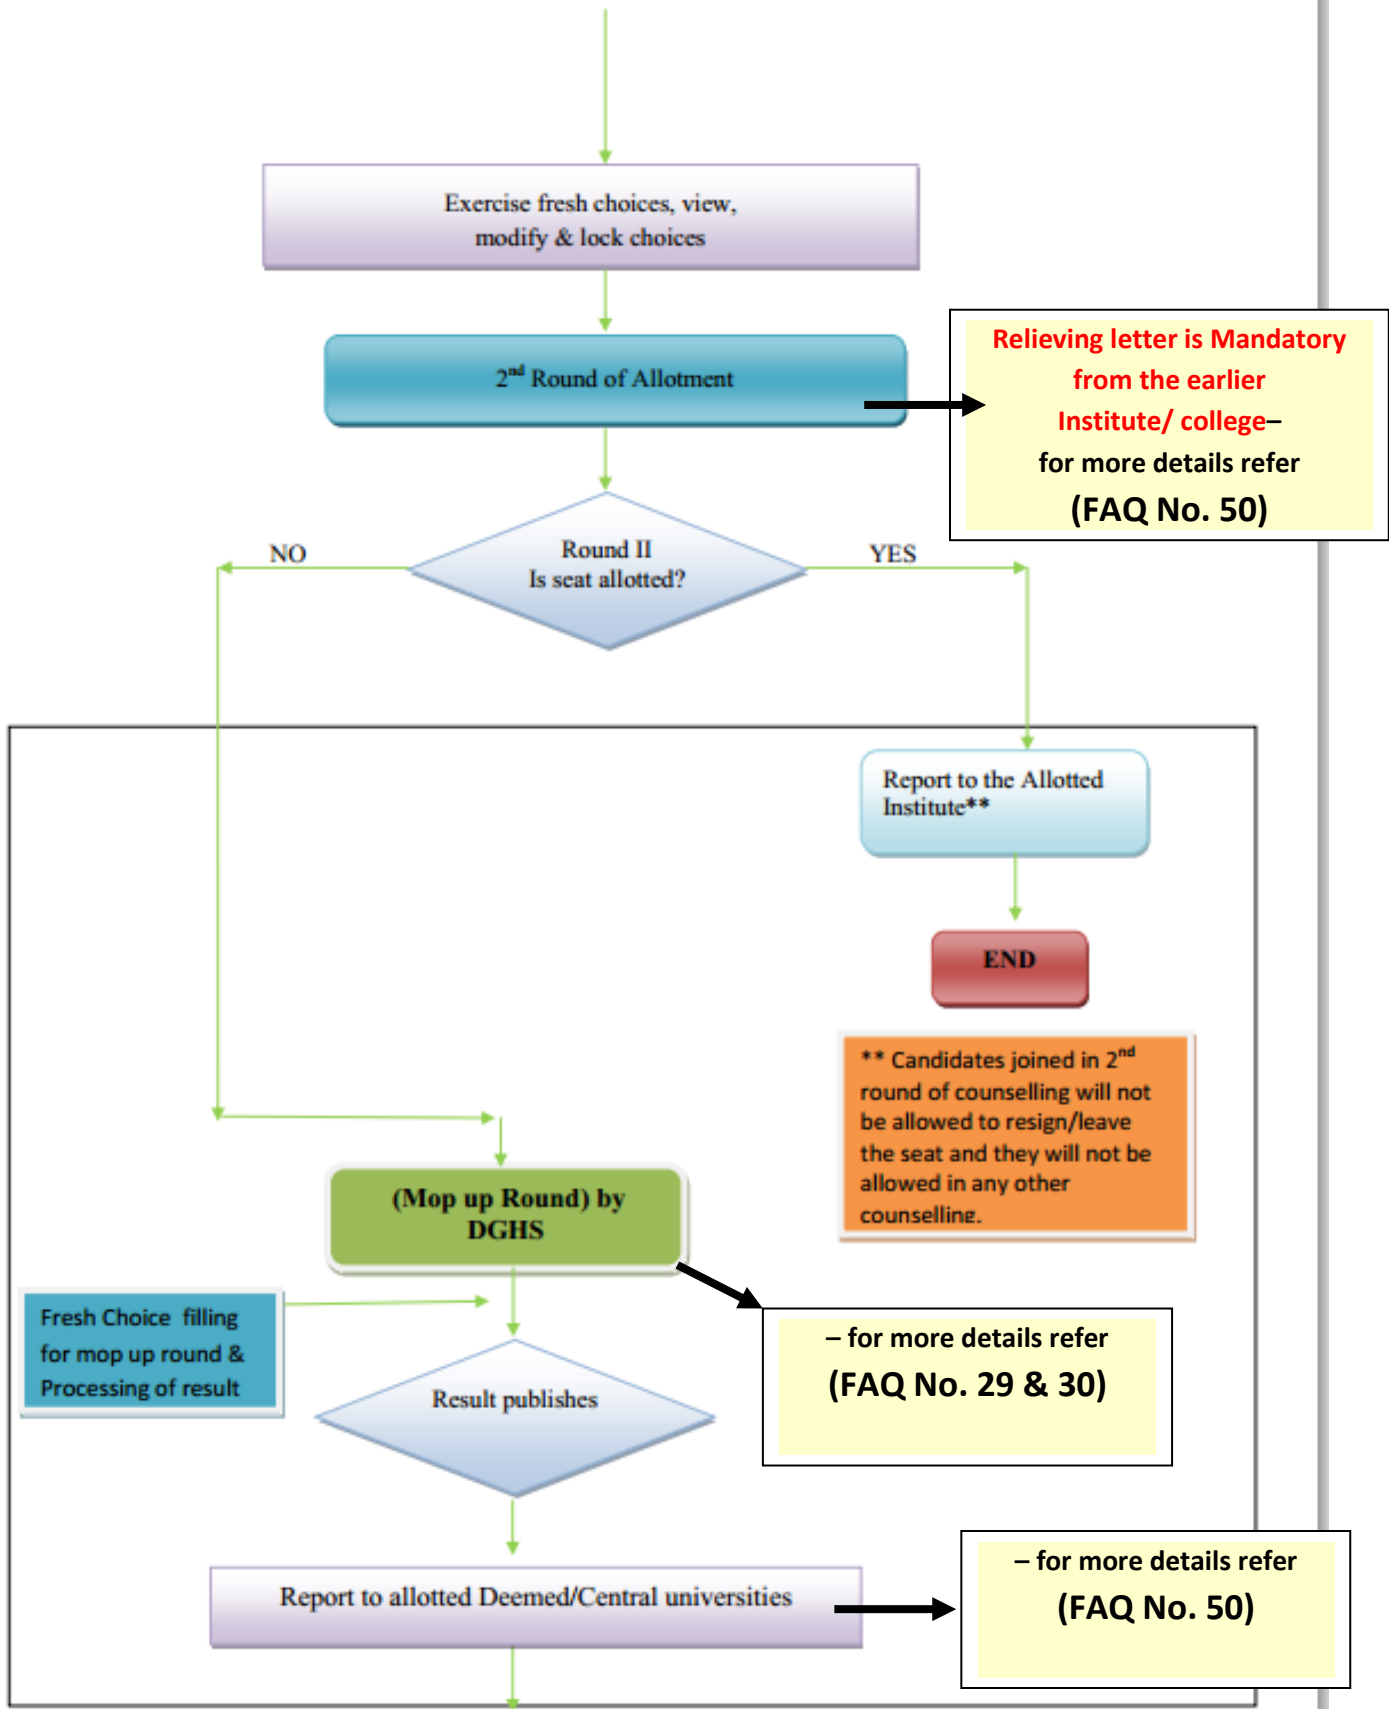 Exercise fresh choices, view,
modify & lock choices
2nd Round of Allotment
Relieving letter is Mandatory
from the earlier
Institute/ college–
for more details refer
(FAQ No. 50)
Round II
Is seat allotted?
NO
YES
Report to the Allotted
Institute**
END
** Candidates joined in 2nd
round of counselling will not
be allowed to resign/leave
the seat and they will not be
allowed in any other
counselling.
(Mop up Round) by
DGHS
Fresh Choice filling
for mop up round &
Processing of result
– for more details refer
(FAQ No. 29 & 30)
Result publishes
Report to allotted Deemed/Central universities
– for more details refer
(FAQ No. 50)